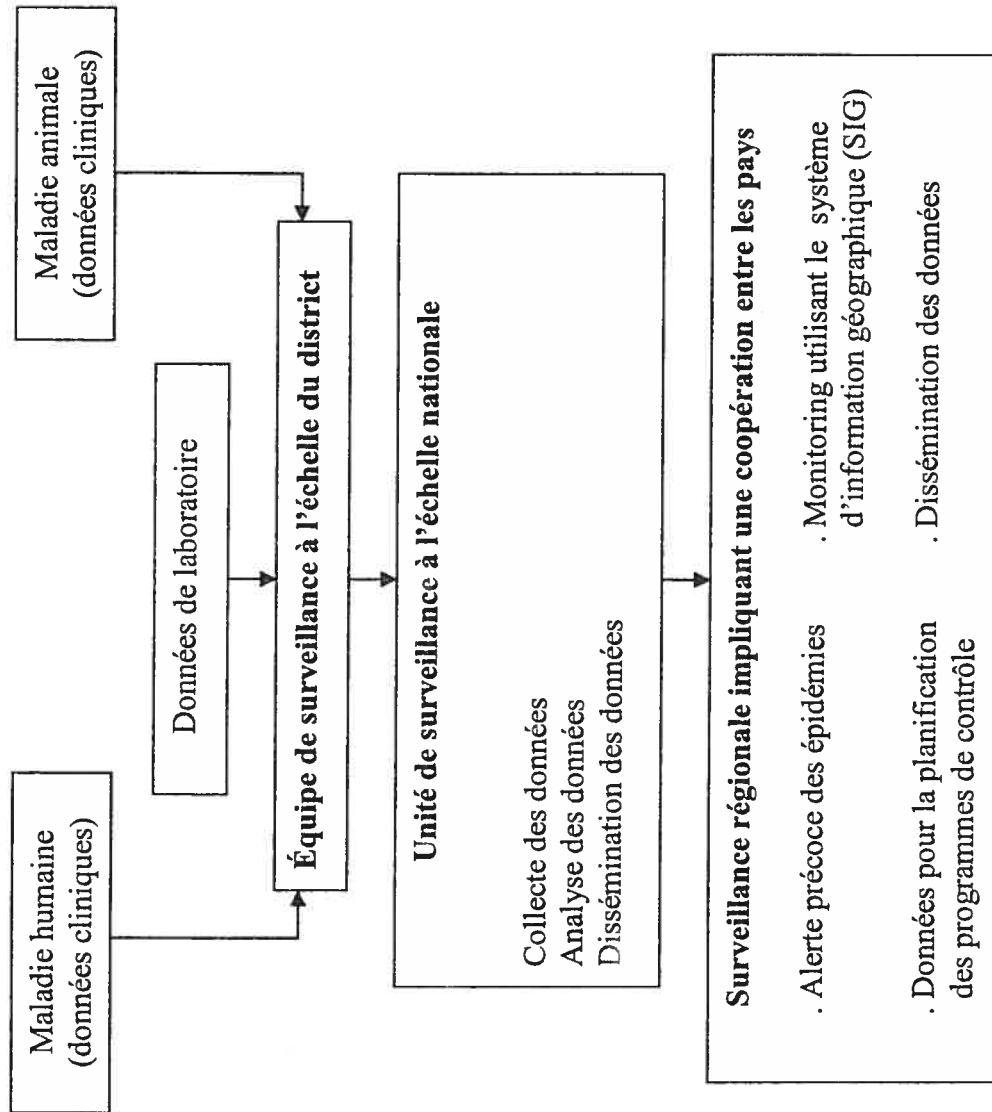 Maladie humaine
(données cliniques)
Données de laboratoire
Maladie animale
(données cliniques)
Équipe de surveillance à l'échelle du district
Unité de surveillance à l'échelle nationale
Collecte des données
Analyse des données
Dissémination des données
Surveillance régionale impliquant une coopération entre les pays
. Alerte précoce des épidémies
. Données pour la planification
des programmes de contrôle
. Monitoring utilisant le système
d'information géographique (SIG)
. Dissémination des données